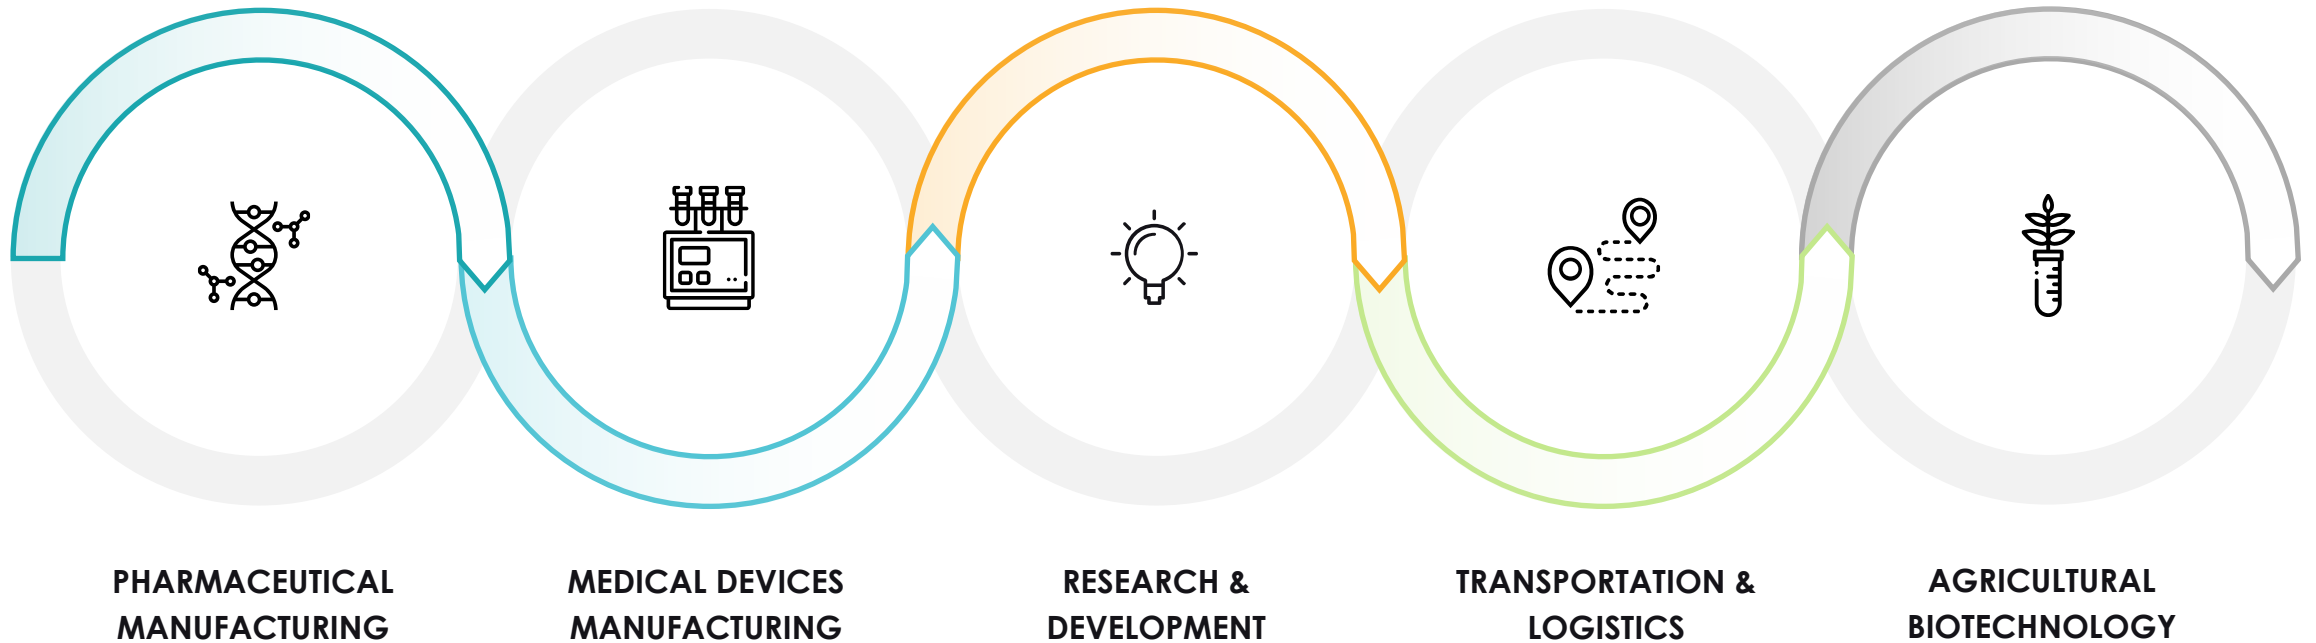 PHARMACEUTICAL
MANUFACTURING
MEDICAL DEVICES
MANUFACTURING
RESEARCH &
DEVELOPMENT
TRANSPORTATION &
LOGISTICS
AGRICULTURAL
BIOTECHNOLOGY